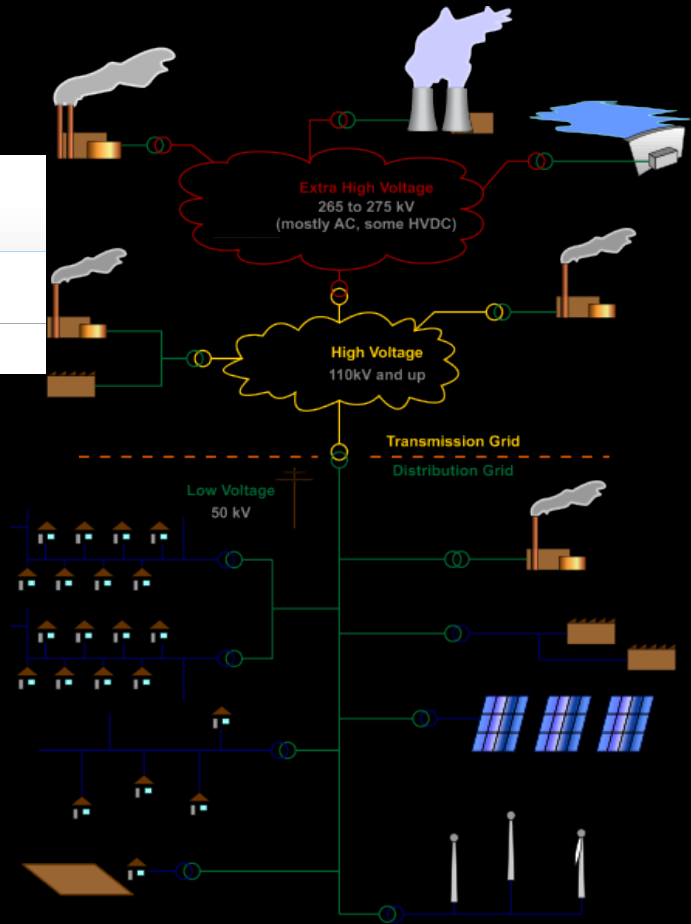 Extra High Voltage
265 to 275 kV
(mostly AC, some HVDC)
High Voltage
110kV and up
Transmission Grid
Distribution Grid
Low Voltage
50 kV